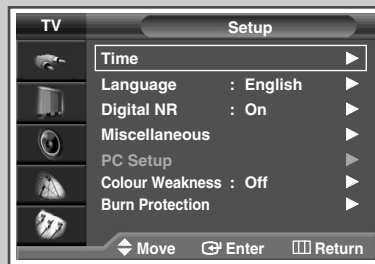 TV
Setup
Time
Language : English
Digital NR : On
Miscellaneous
PC Setup
Colour Weakness : Off
Burn Protection
Move Enter Return